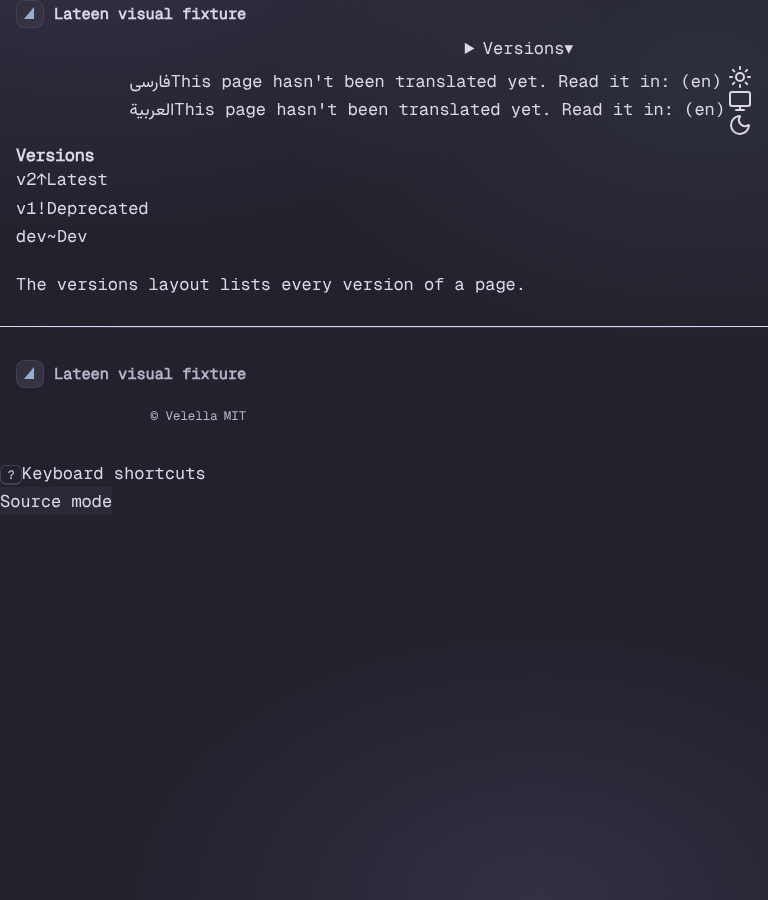 Lateen visual fixture
▶ Versions▾
فارسیThis page hasn't been translated yet. Read it in: (en)
العربيةThis page hasn't been translated yet. Read it in: (en)
Versions
v2↑Latest
v1!Deprecated
dev~Dev
The versions layout lists every version of a page.
Lateen visual fixture
© Velella MIT
?Keyboard shortcuts
Source mode